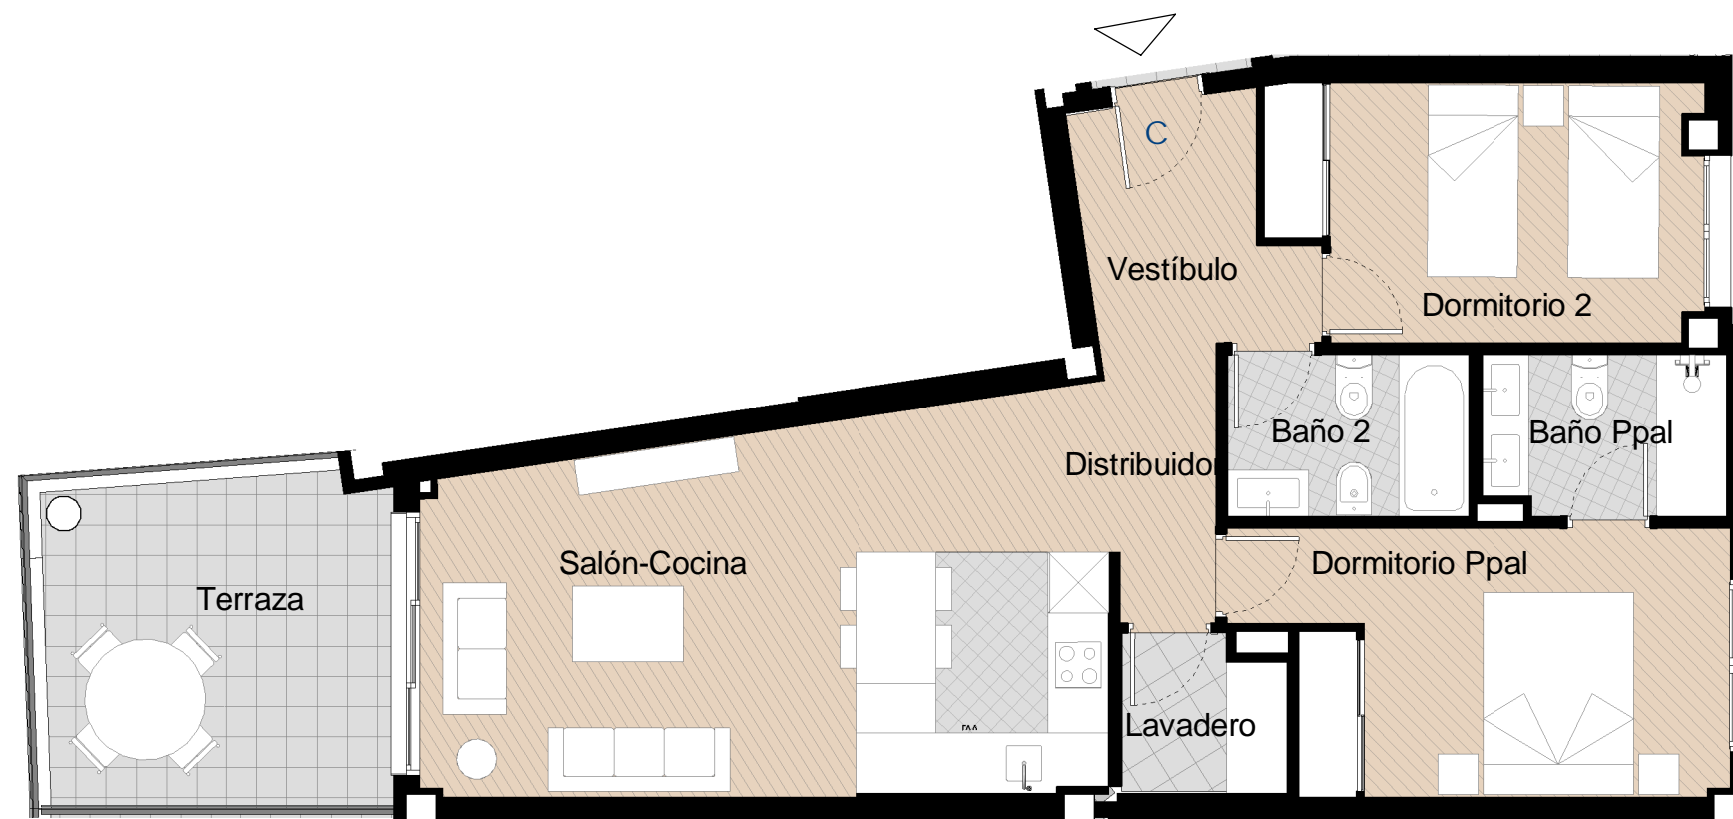 C
Vestíbulo
Dormitorio 2
Baño 2
Baño Ppal
Distribuidor
Salón-Cocina
Dormitorio Ppal
Terraza
Lavadero